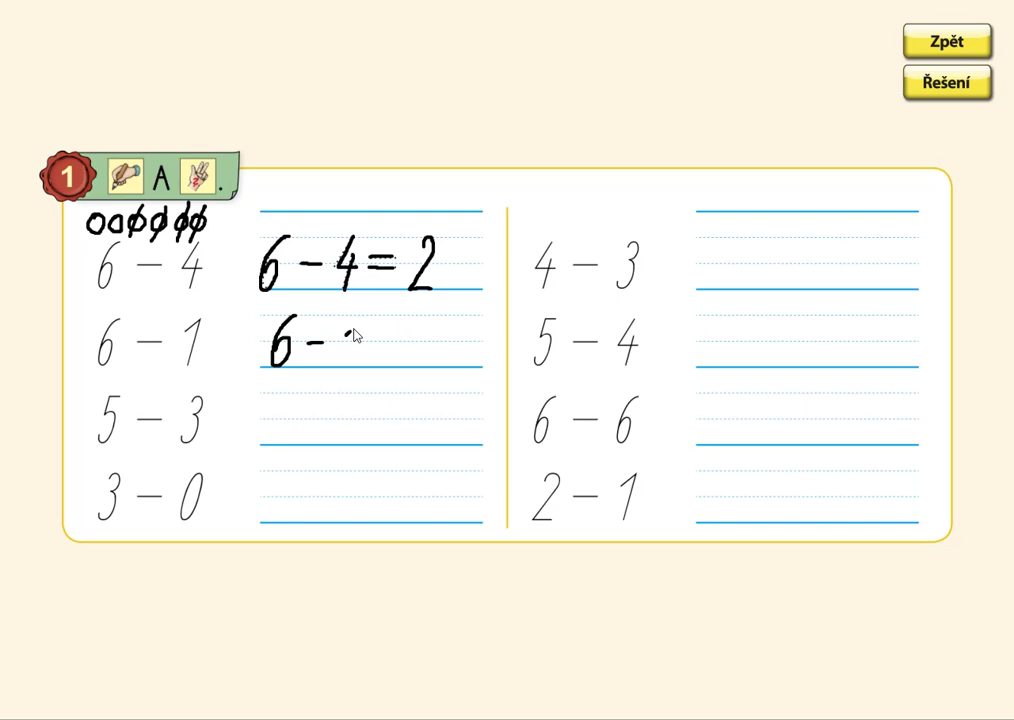 Zpět
Řešení
1 A .
6 − 4 6 − 4 = 2
6 − 1 6 −
5 − 3
3 − 0
4 − 3
5 − 4
6 − 6
2 − 1